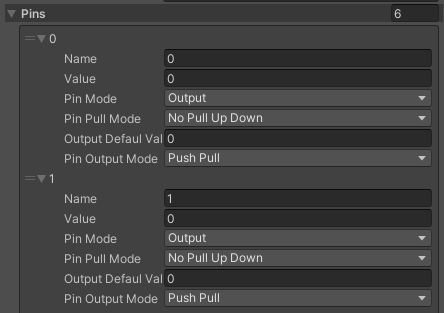 Pins 6
0
Name 0
Value 0
Pin Mode Output
Pin Pull Mode No Pull Up Down
Output Defaul Val 0
Pin Output Mode Push Pull
1
Name 1
Value 0
Pin Mode Output
Pin Pull Mode No Pull Up Down
Output Defaul Val 0
Pin Output Mode Push Pull